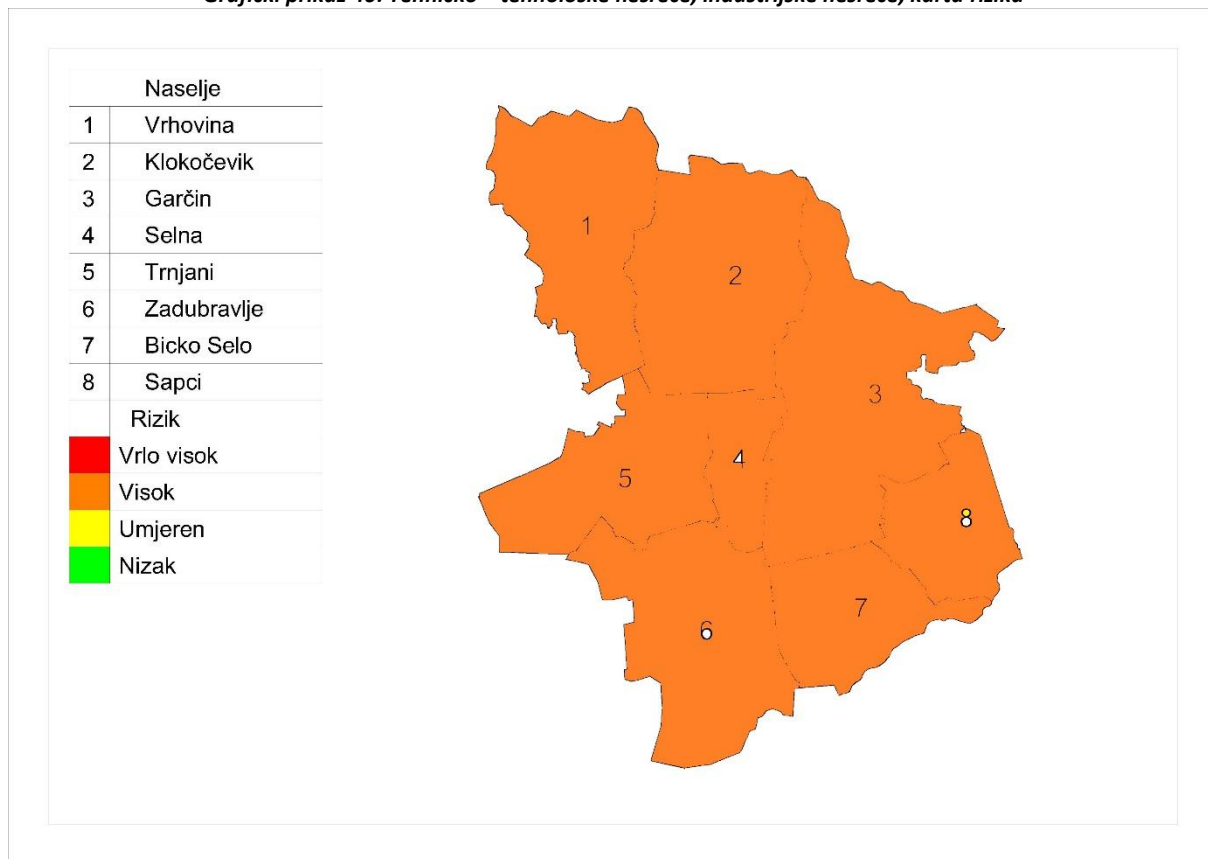 Naselje
1 Vrhovina
2 Klokočevik
3 Garčin
4 Selna
5 Trnjani
6 Zadubravlje
7 Bicko Selo
8 Sapci
Rizik
Vrlo visok
Visok
Umjeren
Nizak
1
2
3
4
5
8
7
6